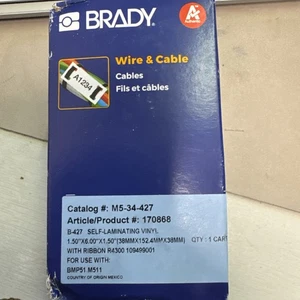 BRADY
Authentic
Wire & Cable
Cables
Fils et câbles
A1234
Catalog #: M5-34-427
Article/Product #: 170868
B-427 SELF-LAMINATING VINYL
1.50"X6.00"X1.50"(38MMX152.4MMX38MM) QTY: 1 CAR
WITH RIBBON R4300 109499001
FOR USE WITH:
BMP51.M511
COUNTRY OF ORIGIN MEXICO